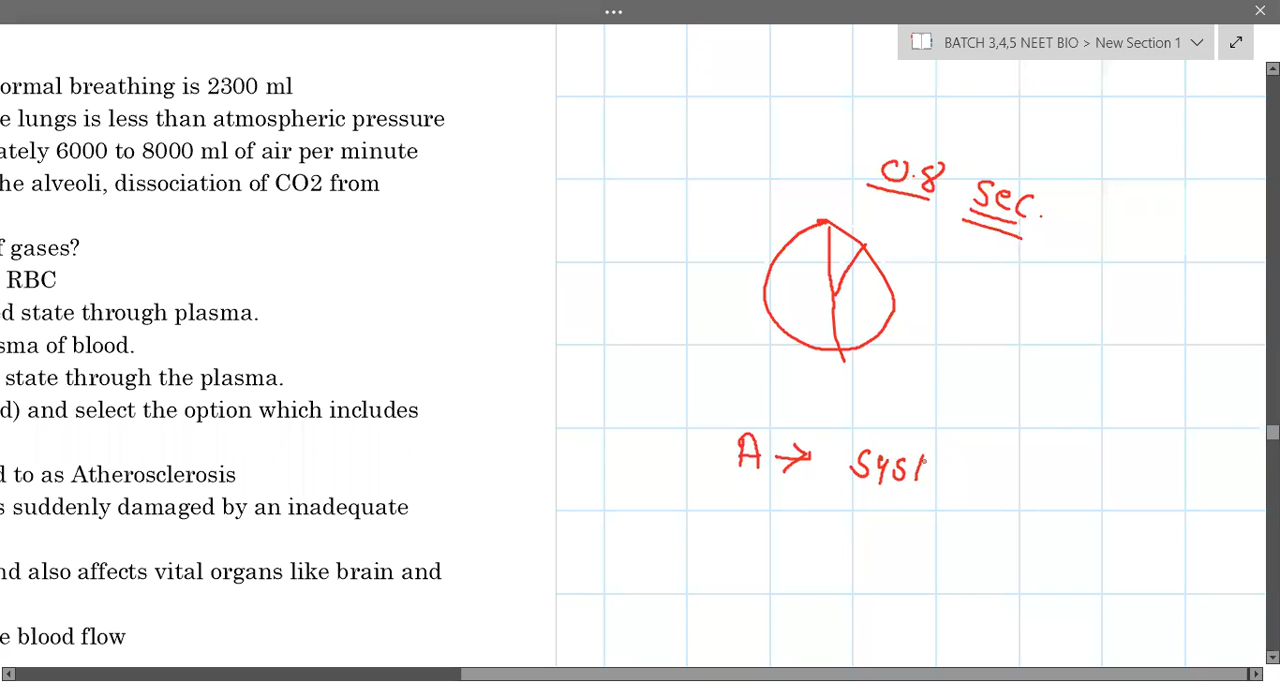 BATCH 3,4,5 NEET BIO > New Section 1
ormal breathing is 2300 ml
e lungs is less than atmospheric pressure
ately 6000 to 8000 ml of air per minute
he alveoli, dissociation of CO2 from
f gases?
RBC
ed state through plasma.
sma of blood.
state through the plasma.
d) and select the option which includes
d to as Atherosclerosis
s suddenly damaged by an inadequate
nd also affects vital organs like brain and
e blood flow
0.8 sec.
A → syst